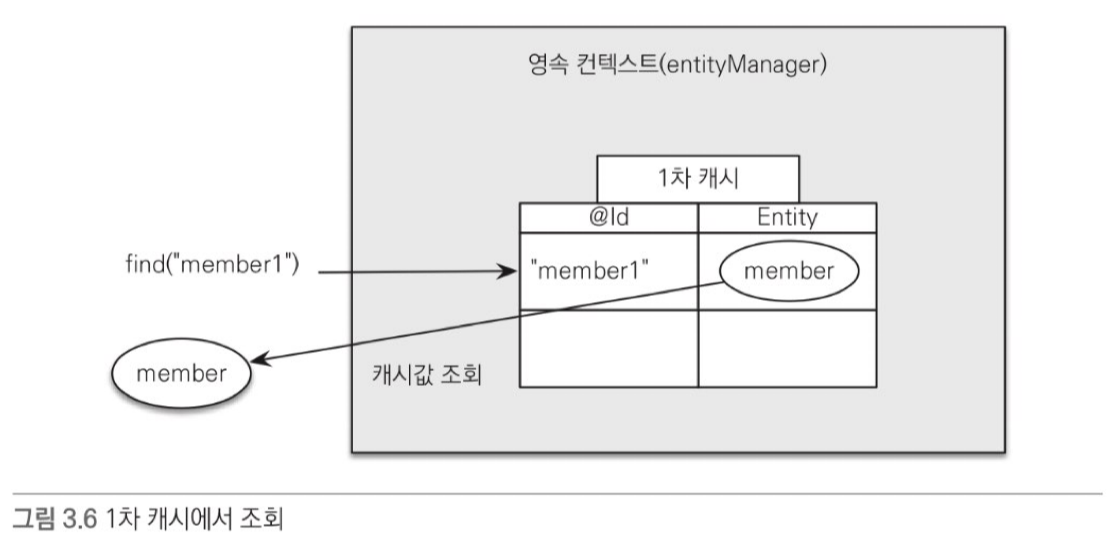 영속 컨텍스트(entityManager)
1차 캐시
@Id Entity
find("member1") "member1" member
member 캐시값 조회
그림 3.6 1차 캐시에서 조회